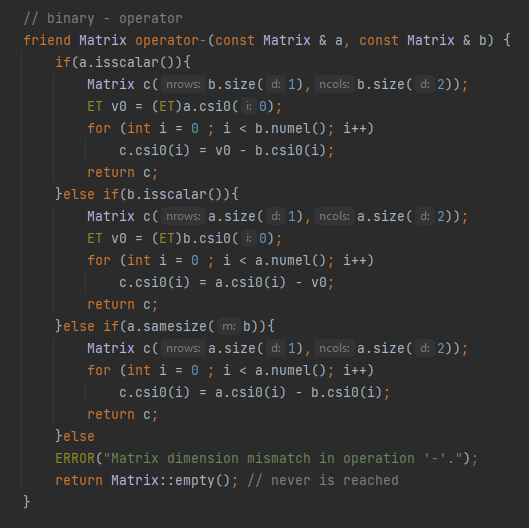 // binary - operator
friend Matrix operator-(const Matrix & a, const Matrix & b) {
if(a.isscalar()){
Matrix c( nrows: b.size( d: 1), ncols: b.size( d: 2));
ET v0 = (ET)a.csi0( i: 0);
for (int i = 0 ; i < b.numel(); i++)
c.csi0(i) = v0 - b.csi0(i);
return c;
}else if(b.isscalar()){
Matrix c( nrows: a.size( d: 1), ncols: a.size( d: 2));
ET v0 = (ET)b.csi0( i: 0);
for (int i = 0 ; i < a.numel(); i++)
c.csi0(i) = a.csi0(i) - v0;
return c;
}else if(a.samesize( m: b)){
Matrix c( nrows: a.size( d: 1), ncols: a.size( d: 2));
for (int i = 0 ; i < a.numel(); i++)
c.csi0(i) = a.csi0(i) - b.csi0(i);
return c;
}else
ERROR("Matrix dimension mismatch in operation '-'.");
return Matrix::empty(); // never is reached
}